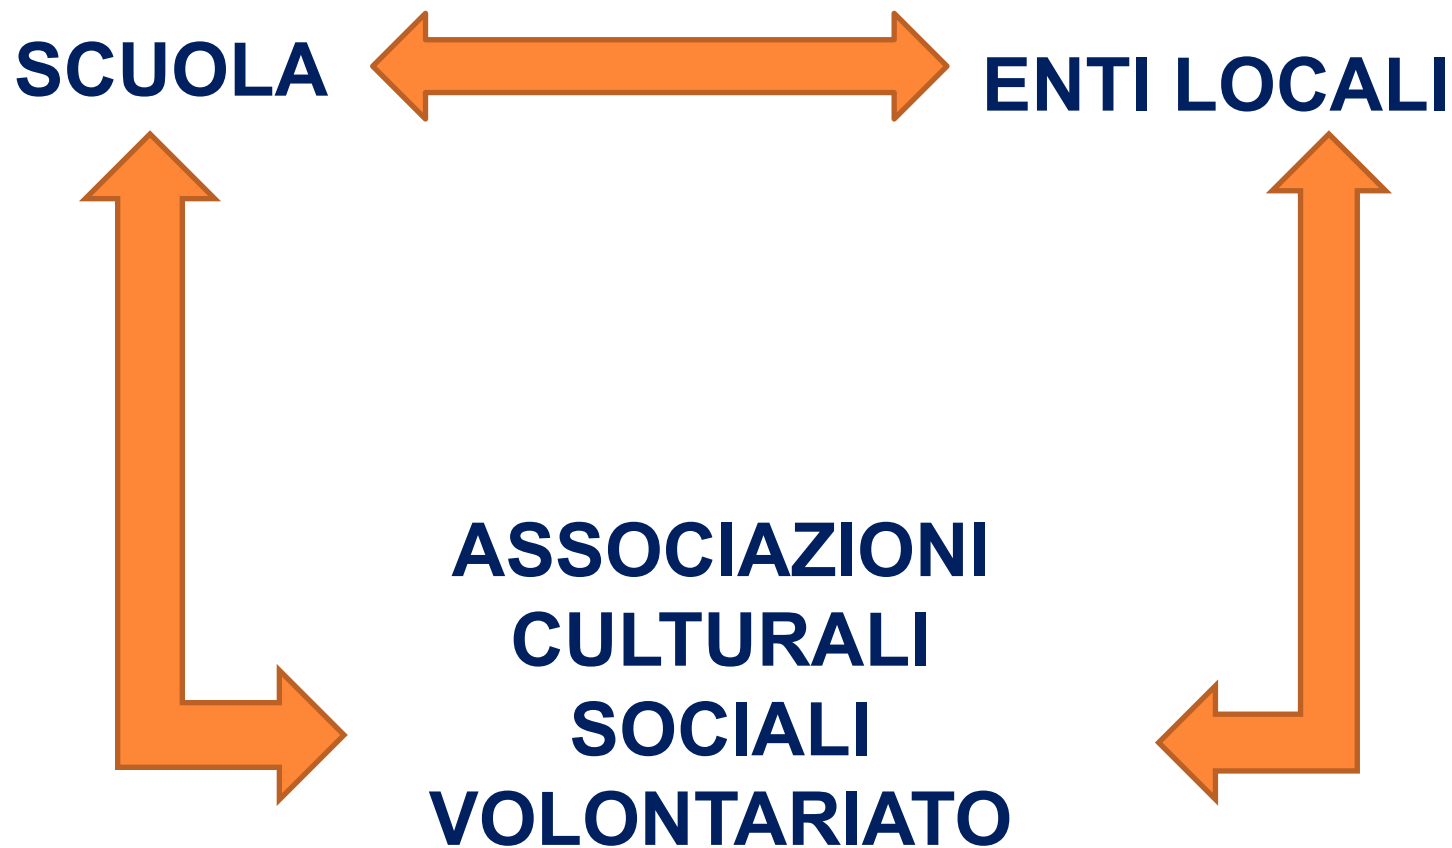 SCUOLA
ENTI LOCALI
ASSOCIAZIONI
CULTURALI
SOCIALI
VOLONTARIATO